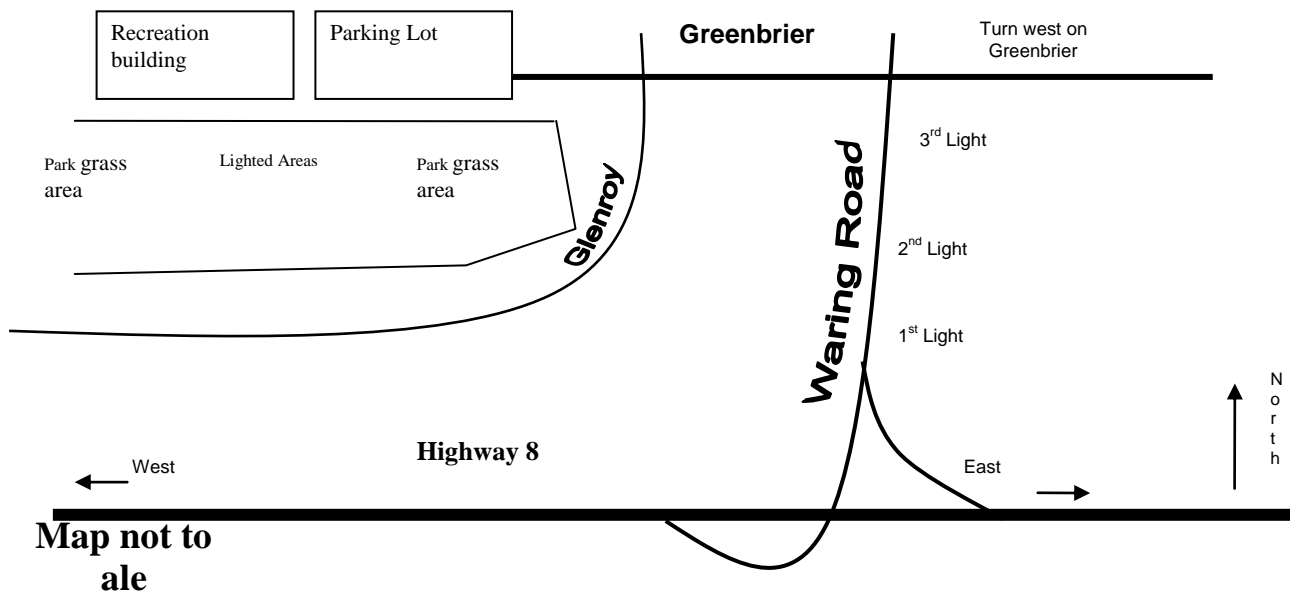 Recreation
building
Parking Lot
Greenbrier
Turn west on
Greenbrier
3rd Light
Park grass
area
Lighted Areas
Park grass
area
Glenroy
Waring Road
2nd Light
1st Light
North
Highway 8
West
East
Map not to
ale